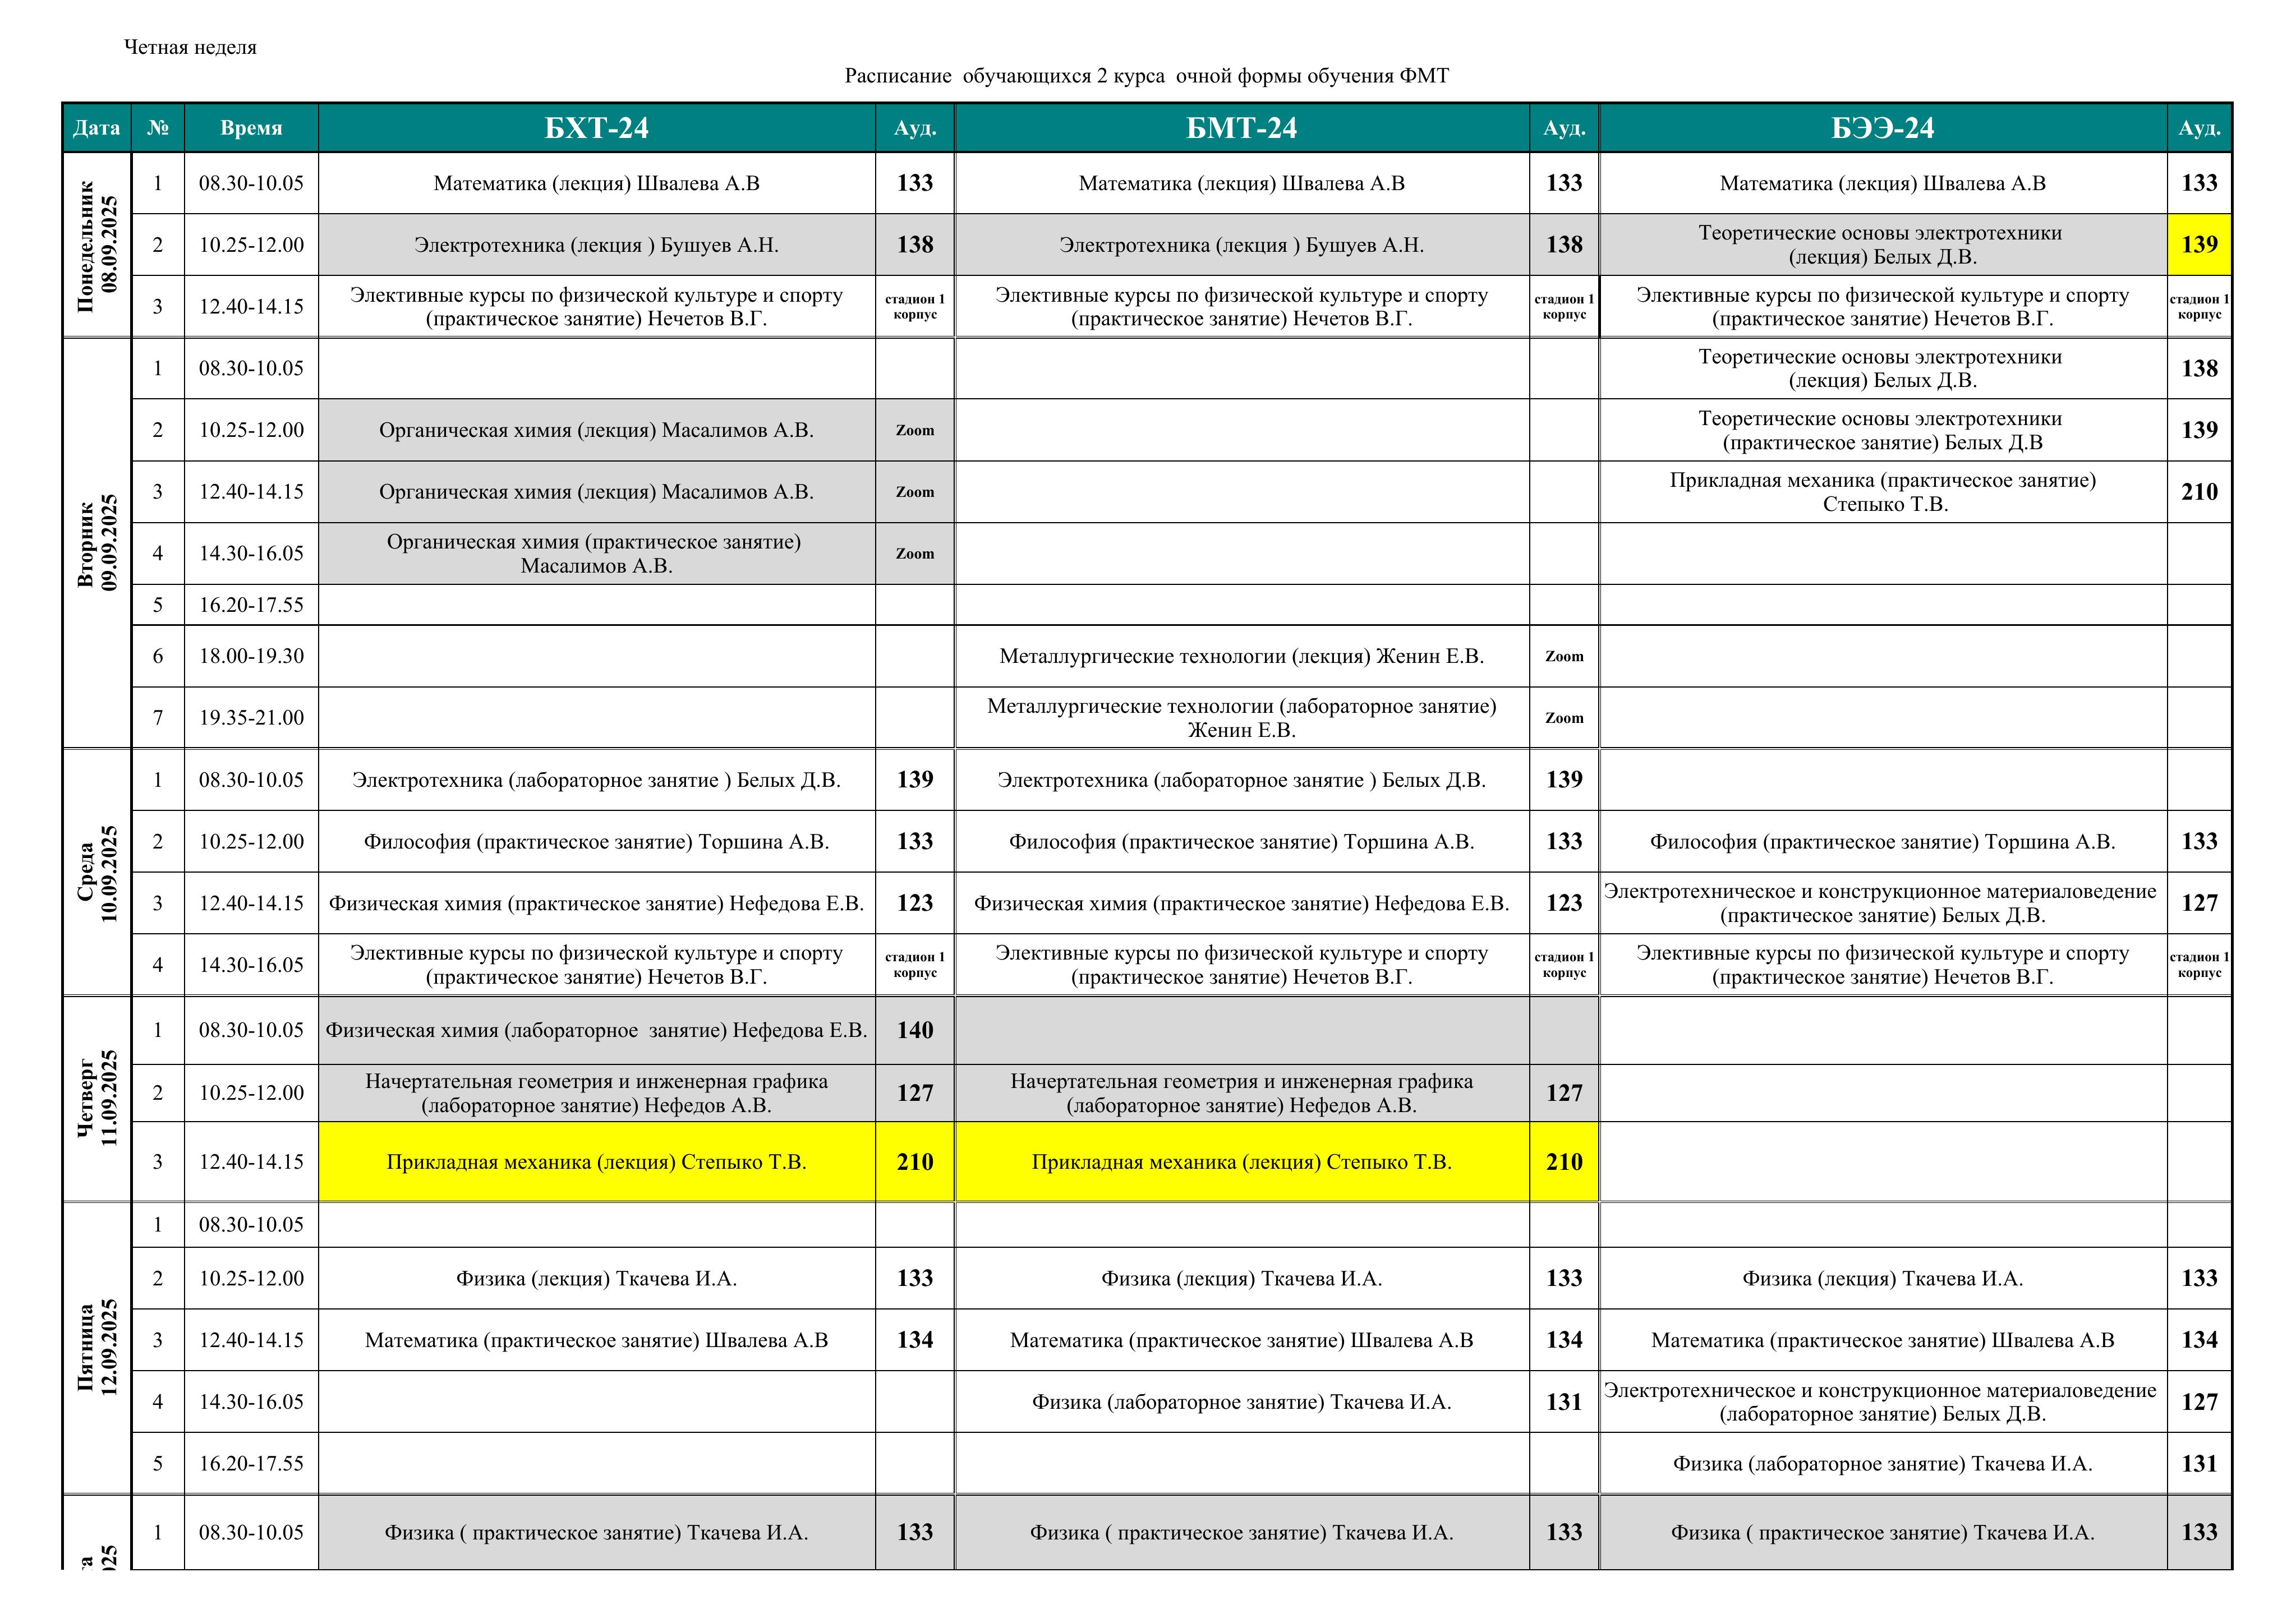 Четная неделя
Расписание  обучающихся 2 курса  очной формы обучения ФМТ
Дата № Время БХТ-24 Ауд. БМТ-24 Ауд. БЭЭ-24 Ауд.
Понедельник
08.09.2025
1 08.30-10.05 Математика (лекция) Швалева А.В 133 Математика (лекция) Швалева А.В 133 Математика (лекция) Швалева А.В 133
2 10.25-12.00 Электротехника (лекция ) Бушуев А.Н. 138 Электротехника (лекция ) Бушуев А.Н. 138 Теоретические основы электротехники
(лекция) Белых Д.В. 139
3 12.40-14.15 Элективные курсы по физической культуре и спорту
(практическое занятие) Нечетов В.Г. стадион 1
корпус Элективные курсы по физической культуре и спорту
(практическое занятие) Нечетов В.Г. стадион 1
корпус Элективные курсы по физической культуре и спорту
(практическое занятие) Нечетов В.Г. стадион 1
корпус
Вторник
09.09.2025
1 08.30-10.05 Теоретические основы электротехники
(лекция) Белых Д.В. 138
2 10.25-12.00 Органическая химия (лекция) Масалимов А.В. Zoom Теоретические основы электротехники
(практическое занятие) Белых Д.В 139
3 12.40-14.15 Органическая химия (лекция) Масалимов А.В. Zoom Прикладная механика (практическое занятие)
Степыко Т.В. 210
4 14.30-16.05 Органическая химия (практическое занятие)
Масалимов А.В. Zoom
5 16.20-17.55
6 18.00-19.30 Металлургические технологии (лекция) Женин Е.В. Zoom
7 19.35-21.00 Металлургические технологии (лабораторное занятие)
Женин Е.В. Zoom
Среда
10.09.2025
1 08.30-10.05 Электротехника (лабораторное занятие ) Белых Д.В. 139 Электротехника (лабораторное занятие ) Белых Д.В. 139
2 10.25-12.00 Философия (практическое занятие) Торшина А.В. 133 Философия (практическое занятие) Торшина А.В. 133 Философия (практическое занятие) Торшина А.В. 133
3 12.40-14.15 Физическая химия (практическое занятие) Нефедова Е.В. 123 Физическая химия (практическое занятие) Нефедова Е.В. 123 Электротехническое и конструкционное материаловедение
(практическое занятие) Белых Д.В. 127
4 14.30-16.05 Элективные курсы по физической культуре и спорту
(практическое занятие) Нечетов В.Г. стадион 1
корпус Элективные курсы по физической культуре и спорту
(практическое занятие) Нечетов В.Г. стадион 1
корпус Элективные курсы по физической культуре и спорту
(практическое занятие) Нечетов В.Г. стадион 1
корпус
Четверг
11.09.2025
1 08.30-10.05 Физическая химия (лабораторное  занятие) Нефедова Е.В. 140
2 10.25-12.00 Начертательная геометрия и инженерная графика
(лабораторное занятие) Нефедов А.В. 127 Начертательная геометрия и инженерная графика
(лабораторное занятие) Нефедов А.В. 127
3 12.40-14.15 Прикладная механика (лекция) Степыко Т.В. 210 Прикладная механика (лекция) Степыко Т.В. 210
Пятница
12.09.2025
1 08.30-10.05
2 10.25-12.00 Физика (лекция) Ткачева И.А. 133 Физика (лекция) Ткачева И.А. 133 Физика (лекция) Ткачева И.А. 133
3 12.40-14.15 Математика (практическое занятие) Швалева А.В 134 Математика (практическое занятие) Швалева А.В 134 Математика (практическое занятие) Швалева А.В 134
4 14.30-16.05 Физика (лабораторное занятие) Ткачева И.А. 131 Электротехническое и конструкционное материаловедение
(лабораторное занятие) Белых Д.В. 127
5 16.20-17.55 Физика (лабораторное занятие) Ткачева И.А. 131
1 08.30-10.05 Физика ( практическое занятие) Ткачева И.А. 133 Физика ( практическое занятие) Ткачева И.А. 133 Физика ( практическое занятие) Ткачева И.А. 133